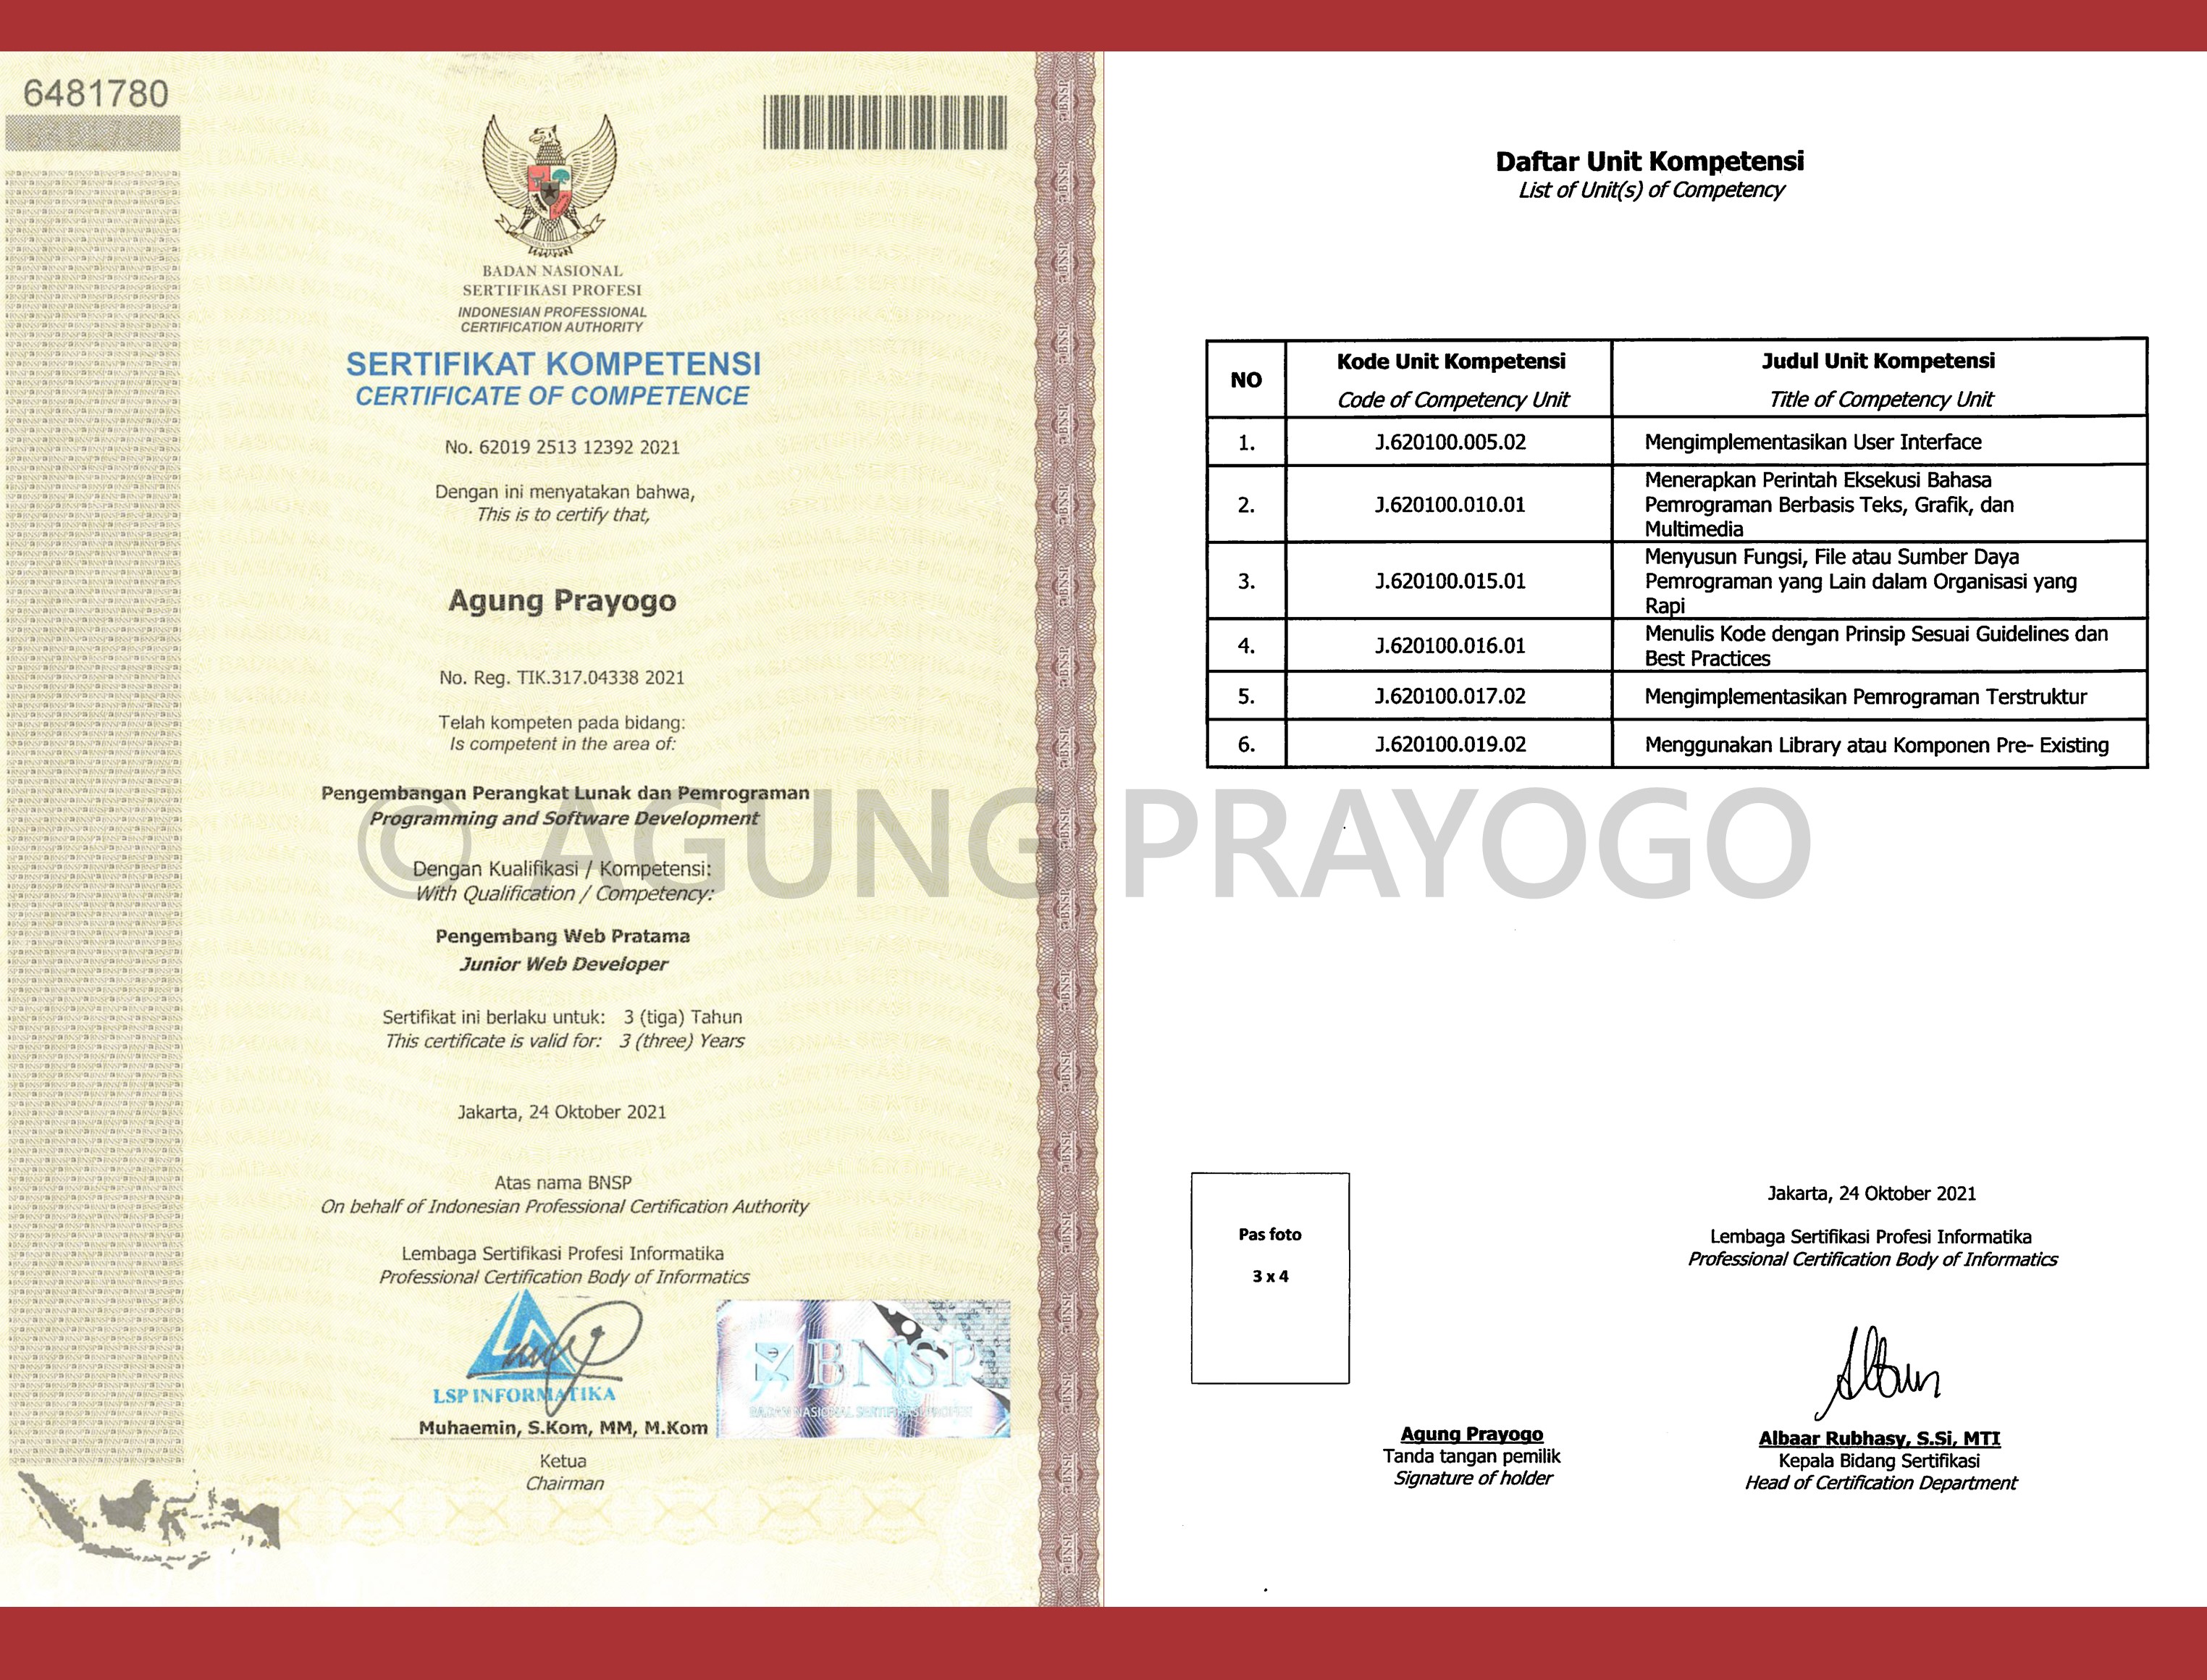 6481780
BADAN NASIONAL
SERTIFIKASI PROFESI
INDONESIAN PROFESSIONAL
CERTIFICATION AUTHORITY
SERTIFIKAT KOMPETENSI
CERTIFICATE OF COMPETENCE
No. 62019 2513 12392 2021
Dengan ini menyatakan bahwa,
This is to certify that,
Agung Prayogo
No. Reg. TIK.317.04338 2021
Telah kompeten pada bidang:
Is competent in the area of:
Pengembangan Perangkat Lunak dan Pemrograman
Programming and Software Development
Dengan Kualifikasi / Kompetensi:
With Qualification / Competency:
Pengembang Web Pratama
Junior Web Developer
Sertifikat ini berlaku untuk: 3 (tiga) Tahun
This certificate is valid for: 3 (three) Years
Jakarta, 24 Oktober 2021
Atas nama BNSP
On behalf of Indonesian Professional Certification Authority
Lembaga Sertifikasi Profesi Informatika
Professional Certification Body of Informatics
LSP INFORMATIKA
BNSP
BADAN NASIONAL SERTIFIKASI PROFESI
Muhaemin, S.Kom, MM, M.Kom
Ketua
Chairman
© AGUNG PRAYOGO
Daftar Unit Kompetensi
List of Unit(s) of Competency
NO
Kode Unit Kompetensi
Code of Competency Unit
Judul Unit Kompetensi
Title of Competency Unit
1. J.620100.005.02 Mengimplementasikan User Interface
2. J.620100.010.01 Menerapkan Perintah Eksekusi Bahasa
Pemrograman Berbasis Teks, Grafik, dan
Multimedia
3. J.620100.015.01 Menyusun Fungsi, File atau Sumber Daya
Pemrograman yang Lain dalam Organisasi yang
Rapi
4. J.620100.016.01 Menulis Kode dengan Prinsip Sesuai Guidelines dan
Best Practices
5. J.620100.017.02 Mengimplementasikan Pemrograman Terstruktur
6. J.620100.019.02 Menggunakan Library atau Komponen Pre- Existing
Pas foto
3 x 4
Jakarta, 24 Oktober 2021
Lembaga Sertifikasi Profesi Informatika
Professional Certification Body of Informatics
Agung Prayogo
Tanda tangan pemilik
Signature of holder
Albaar Rubhasy, S.Si, MTI
Kepala Bidang Sertifikasi
Head of Certification Department